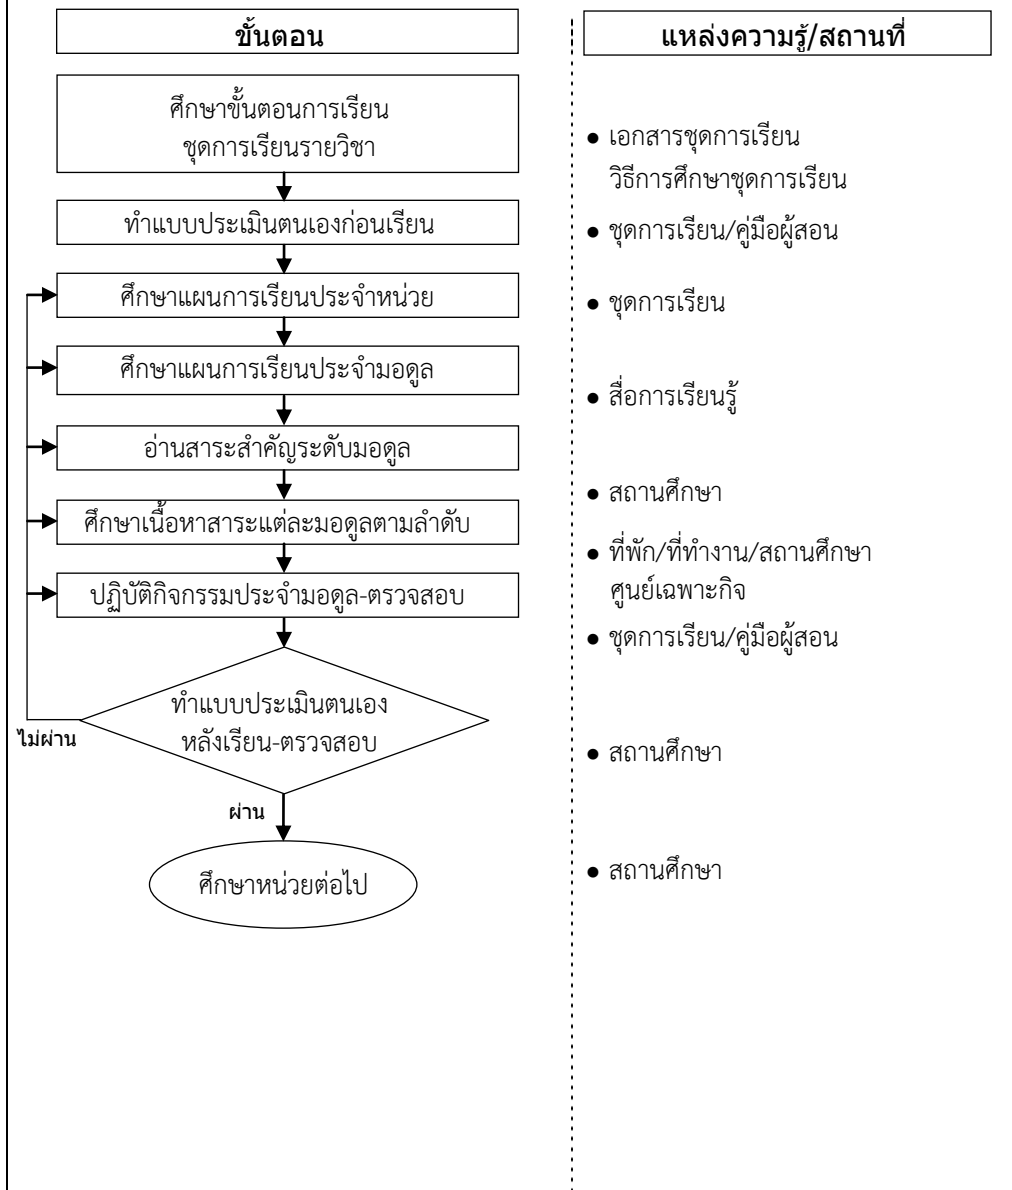 ขั้นตอน
ศึกษาขั้นตอนการเรียน
ชุดการเรียนรายวิชา
ทำแบบประเมินตนเองก่อนเรียน
ศึกษาแผนการเรียนประจำหน่วย
ศึกษาแผนการเรียนประจำมอดูล
อ่านสาระสำคัญระดับมอดูล
ศึกษาเนื้อหาสาระแต่ละมอดูลตามลำดับ
ปฏิบัติกิจกรรมประจำมอดูล-ตรวจสอบ
ทำแบบประเมินตนเอง
หลังเรียน-ตรวจสอบ
ไม่ผ่าน
ผ่าน
ศึกษาหน่วยต่อไป
แหล่งความรู้/สถานที่
● เอกสารชุดการเรียน
วิธีการศึกษาชุดการเรียน
● ชุดการเรียน/คู่มือผู้สอน
● ชุดการเรียน
● สื่อการเรียนรู้
● สถานศึกษา
● ที่พัก/ที่ทำงาน/สถานศึกษา
ศูนย์เฉพาะกิจ
● ชุดการเรียน/คู่มือผู้สอน
● สถานศึกษา
● สถานศึกษา